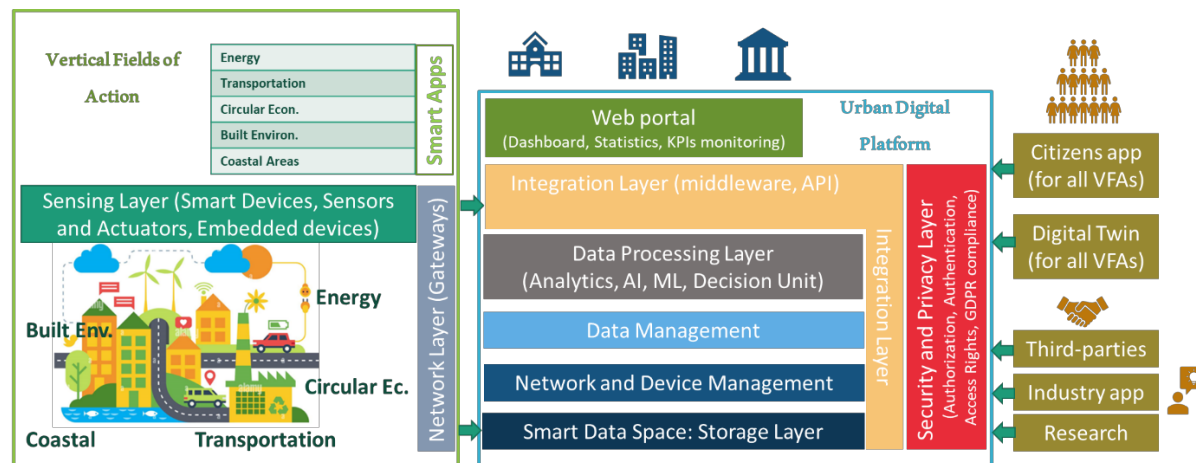 Vertical Fields of
Action
Energy
Transportation
Circular Econ.
Built Environ.
Coastal Areas
Smart Apps
Sensing Layer (Smart Devices, Sensors
and Actuators, Embedded devices)
Energy
Built Env.
Circular Ec.
Coastal
Transportation
alamy
Network Layer (Gateways)
Urban Digital
Platform
Web portal
(Dashboard, Statistics, KPIs monitoring)
Integration Layer (middleware, API)
Data Processing Layer
(Analytics, AI, ML, Decision Unit)
Data Management
Network and Device Management
Smart Data Space: Storage Layer
Integration Layer
Security and Privacy Layer
(Authorization, Authentication,
Access Rights, GDPR compliance)
Citizens app
(for all VFAs)
Digital Twin
(for all VFAs)
Third-parties
Industry app
Research